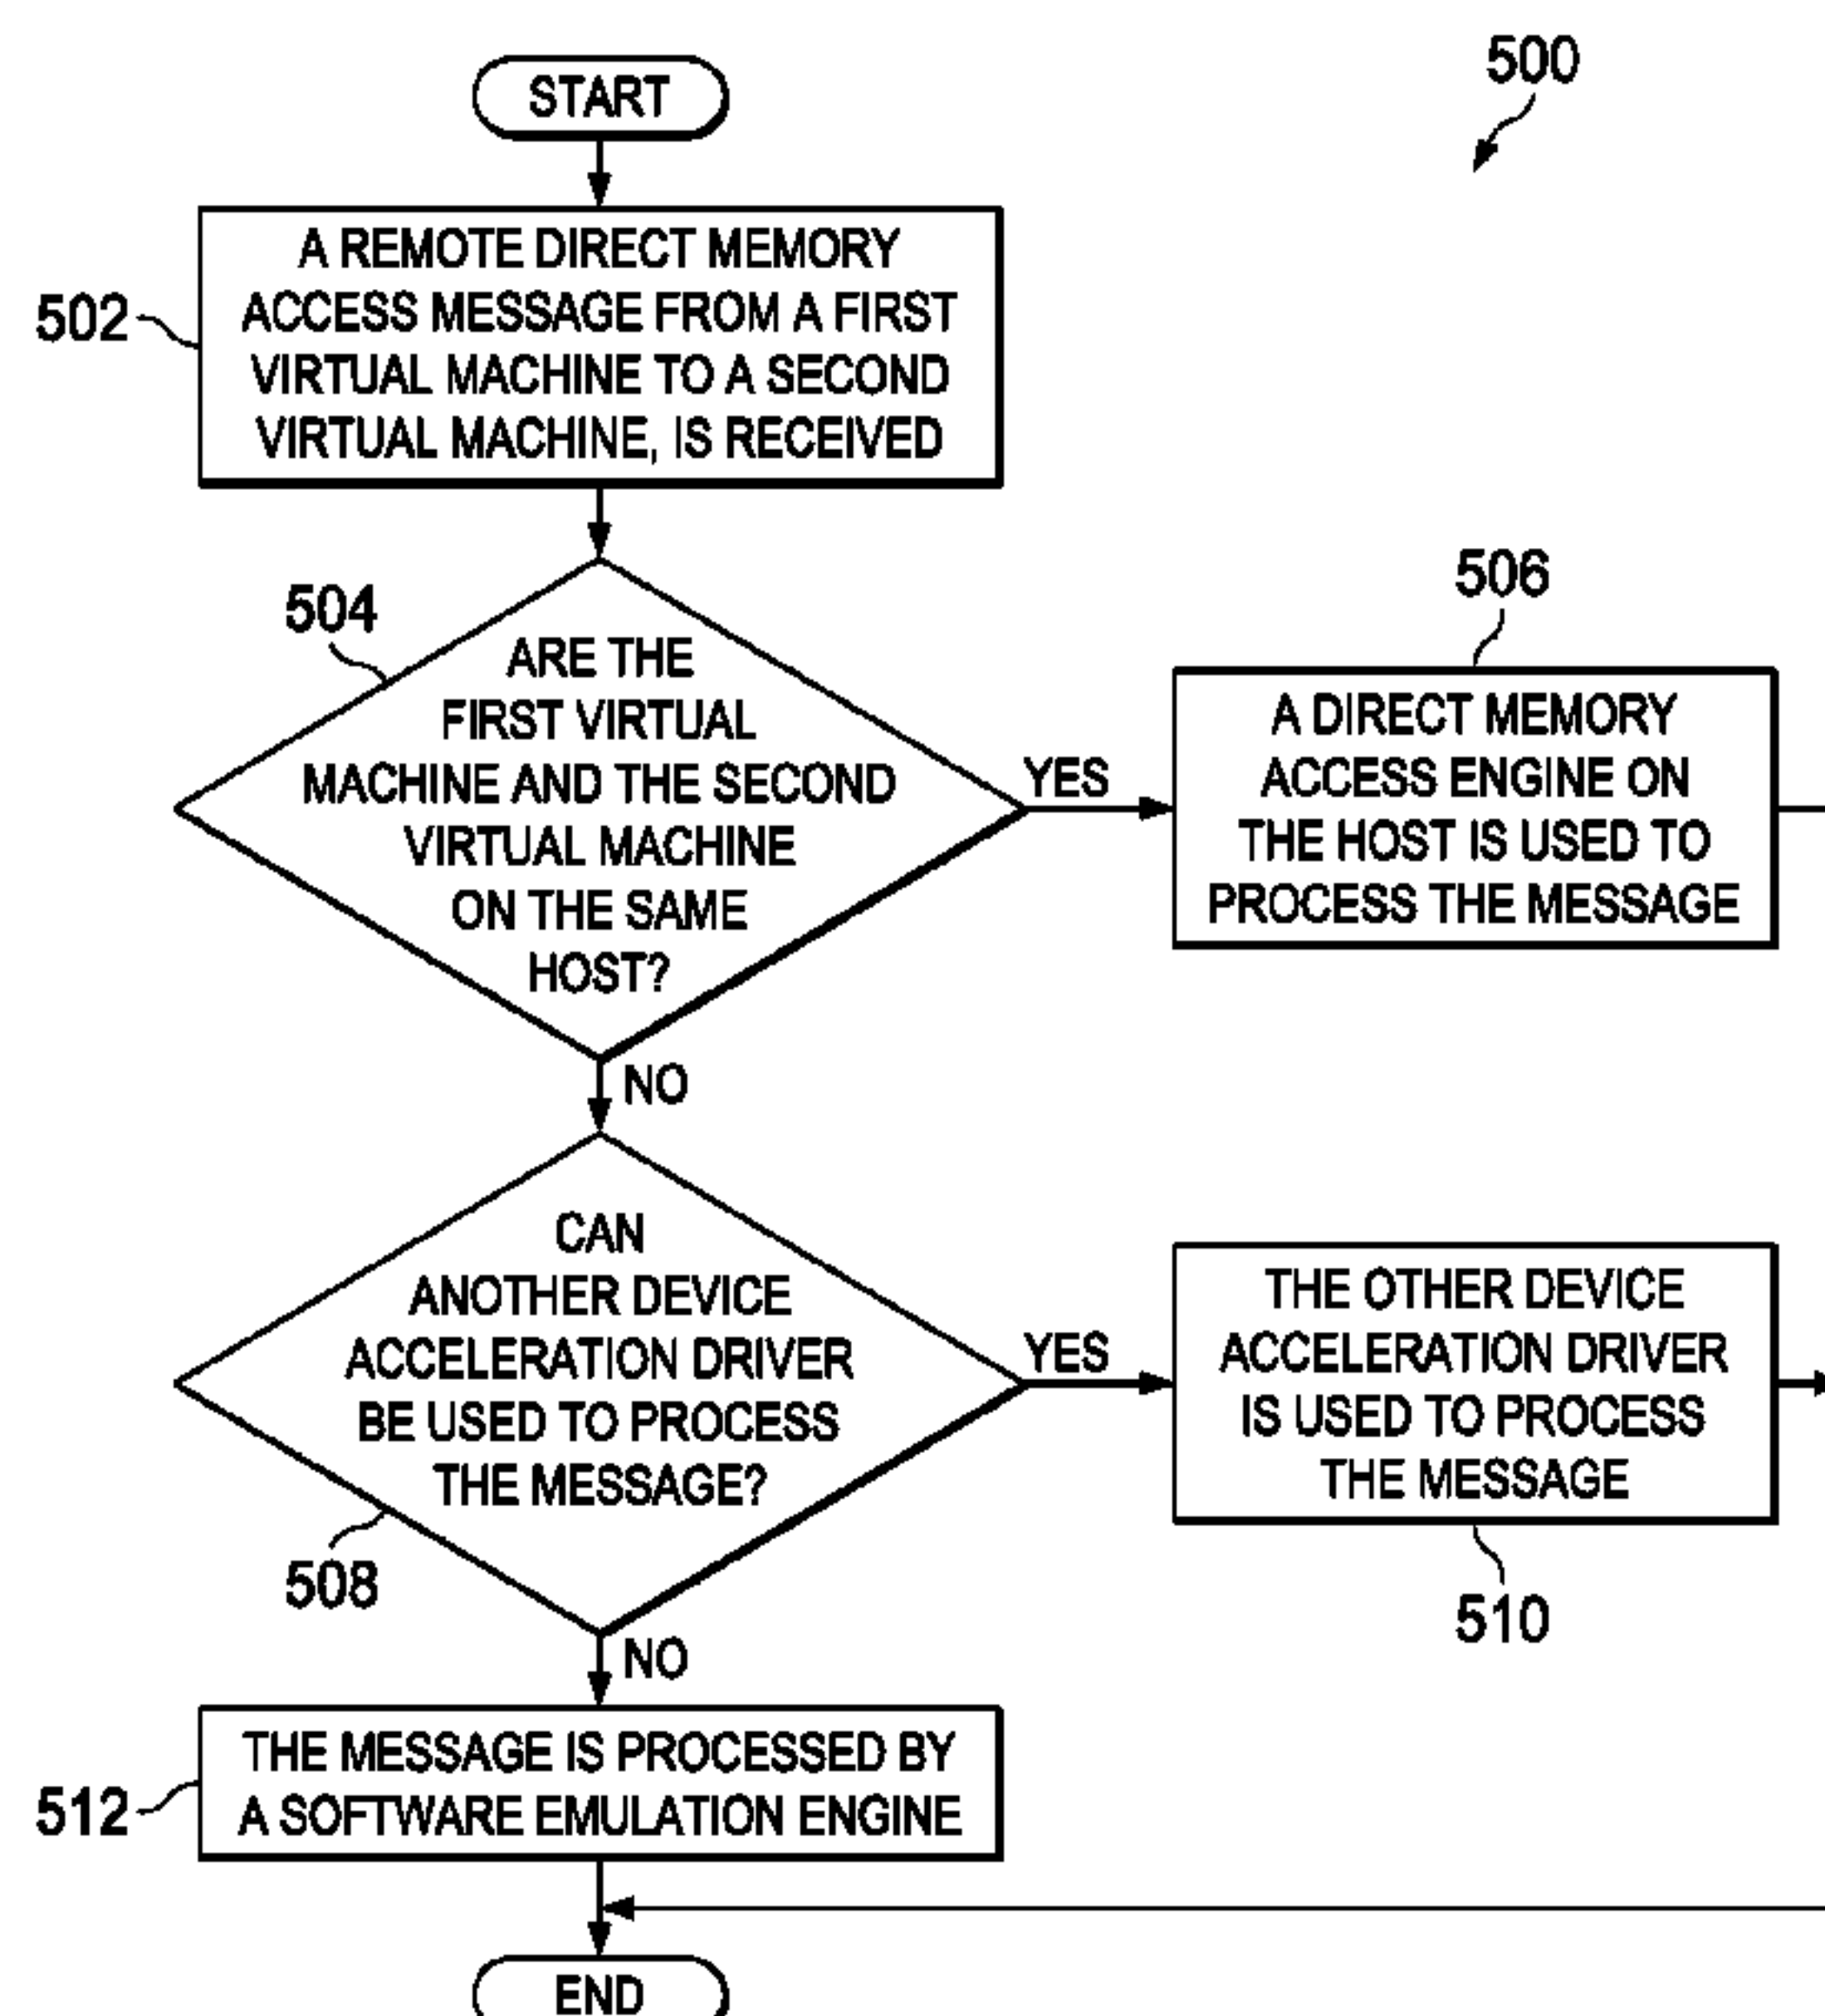 START
500
502
A REMOTE DIRECT MEMORY
ACCESS MESSAGE FROM A FIRST
VIRTUAL MACHINE TO A SECOND
VIRTUAL MACHINE, IS RECEIVED
504
ARE THE
FIRST VIRTUAL
MACHINE AND THE SECOND
VIRTUAL MACHINE
ON THE SAME
HOST?
YES
506
A DIRECT MEMORY
ACCESS ENGINE ON
THE HOST IS USED TO
PROCESS THE MESSAGE
NO
CAN
ANOTHER DEVICE
ACCELERATION DRIVER
BE USED TO PROCESS
THE MESSAGE?
508
YES
THE OTHER DEVICE
ACCELERATION DRIVER
IS USED TO PROCESS
THE MESSAGE
510
NO
512
THE MESSAGE IS PROCESSED BY
A SOFTWARE EMULATION ENGINE
END